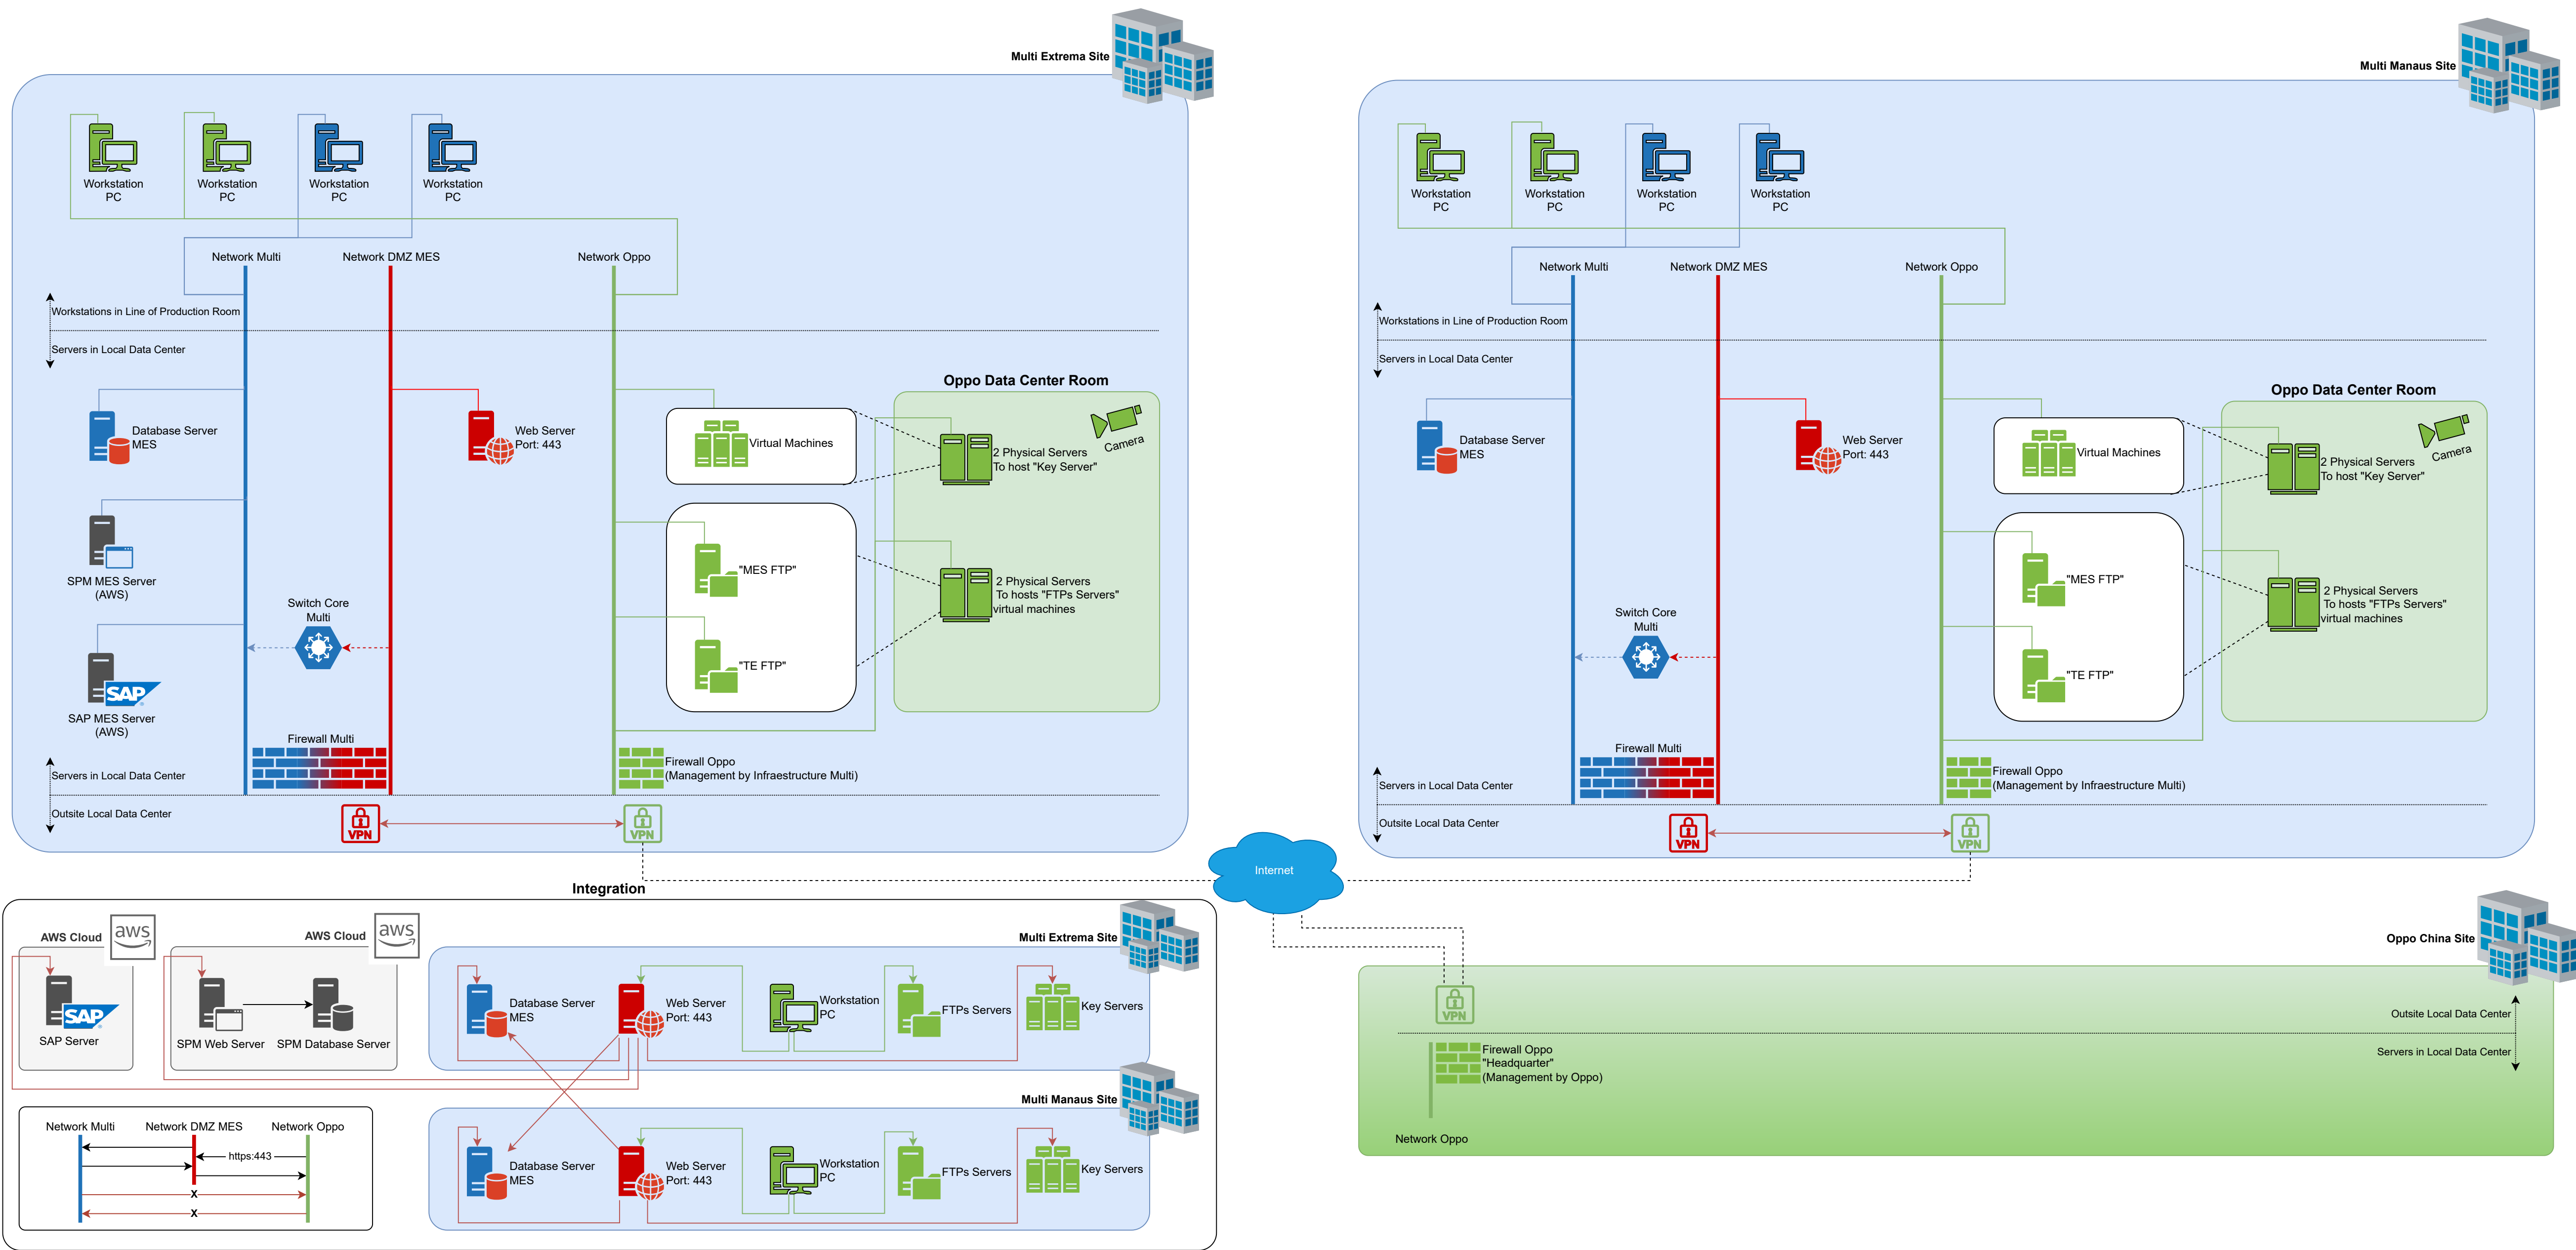 Multi Extrema Site
Workstation
PC
Workstation
PC
Workstation
PC
Workstation
PC
Network Multi
Network DMZ MES
Network Oppo
Workstations in Line of Production Room
Servers in Local Data Center
Database Server
MES
Web Server
Port: 443
Virtual Machines
Oppo Data Center Room
Camera
2 Physical Servers
To host "Key Server"
SPM MES Server
(AWS)
"MES FTP"
2 Physical Servers
To hosts "FTPs Servers"
virtual machines
Switch Core
Multi
"TE FTP"
SAP
SAP MES Server
(AWS)
Firewall Multi
Firewall Oppo
(Management by Infraestructure Multi)
Servers in Local Data Center
Outsite Local Data Center
VPN
VPN
Multi Manaus Site
Workstation
PC
Workstation
PC
Workstation
PC
Workstation
PC
Network Multi
Network DMZ MES
Network Oppo
Workstations in Line of Production Room
Servers in Local Data Center
Database Server
MES
Web Server
Port: 443
Virtual Machines
Oppo Data Center Room
Camera
2 Physical Servers
To host "Key Server"
"MES FTP"
2 Physical Servers
To hosts "FTPs Servers"
virtual machines
Switch Core
Multi
"TE FTP"
Firewall Multi
Firewall Oppo
(Management by Infraestructure Multi)
Servers in Local Data Center
Outsite Local Data Center
VPN
VPN
Internet
Integration
AWS Cloud
aws
SAP
SAP Server
AWS Cloud
aws
SPM Web Server
SPM Database Server
Multi Extrema Site
Database Server
MES
Web Server
Port: 443
Workstation
PC
FTPs Servers
Key Servers
Multi Manaus Site
Database Server
MES
Web Server
Port: 443
Workstation
PC
FTPs Servers
Key Servers
Network Multi
Network DMZ MES
Network Oppo
https:443
X
X
Oppo China Site
VPN
Outsite Local Data Center
Servers in Local Data Center
Firewall Oppo
"Headquarter"
(Management by Oppo)
Network Oppo